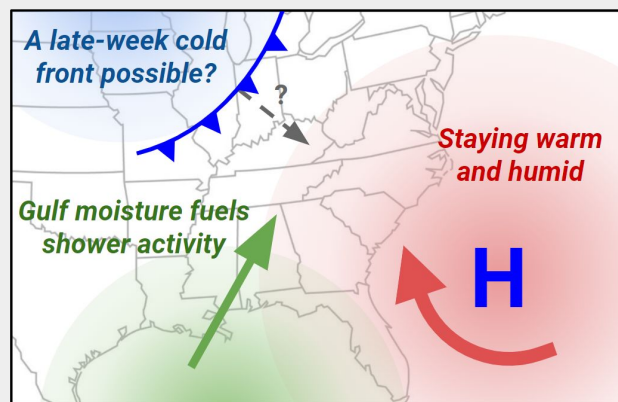 A late-week cold
front possible?
?
Staying warm
and humid
Gulf moisture fuels
shower activity
H